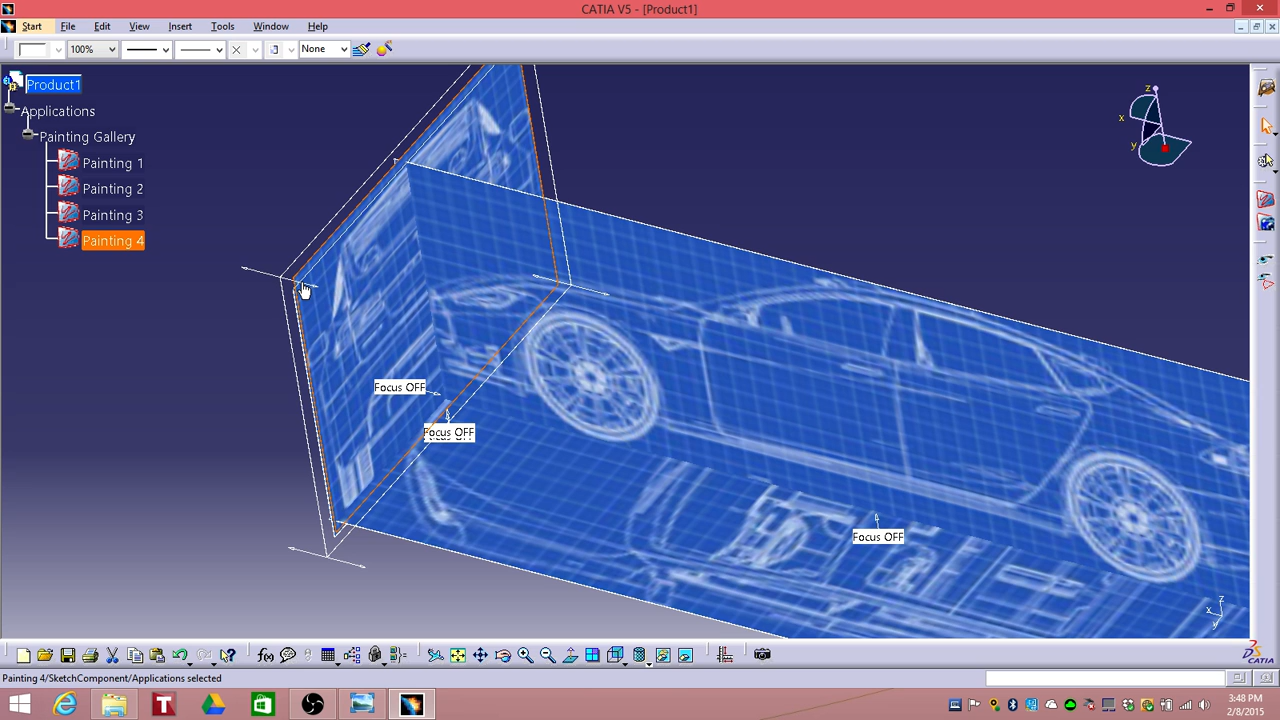 CATIA V5 - [Product1]
Start File Edit View Insert Tools Window Help
100% None
Product1
Applications
Painting Gallery
Painting 1
Painting 2
Painting 3
Painting 4
z
x
y
Focus OFF
Focus OFF
Focus OFF
z
x
y
f(x)
CATIA
Painting 4/SketchComponent/Applications selected
T
3:48 PM
2/8/2015